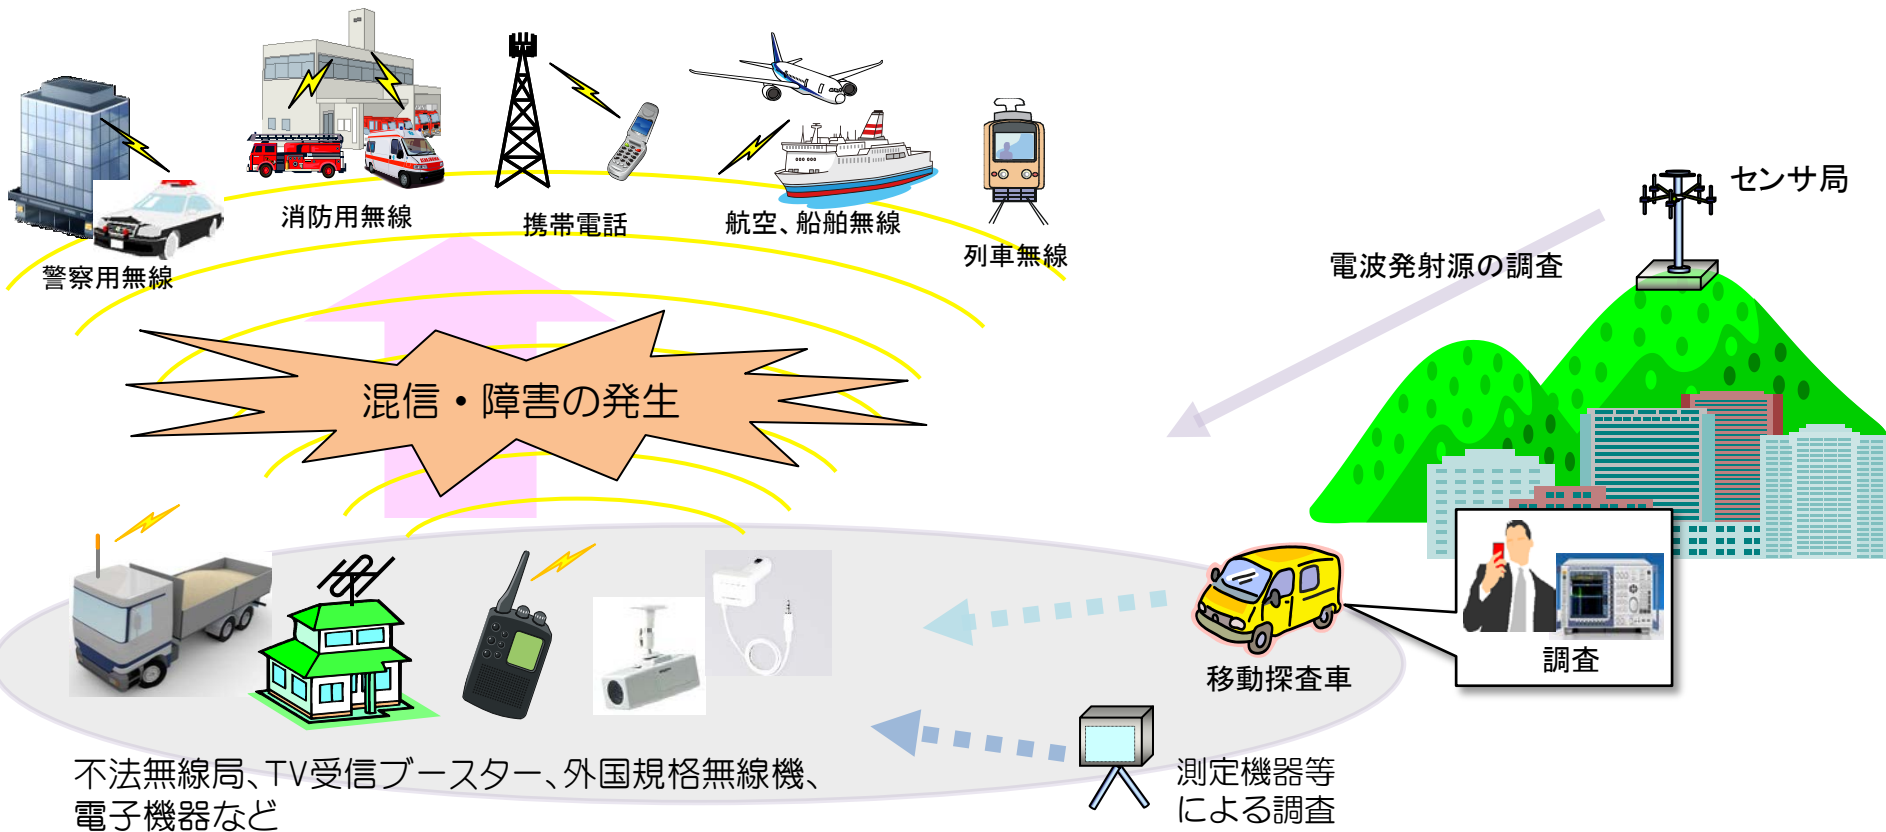 センサ局
消防用無線
携帯電話
航空、船舶無線
列車無線
警察用無線
電波発射源の調査
混信・障害の発生
調査
移動探査車
不法無線局、TV受信ブースター、外国規格無線機、
電子機器など
測定機器等
による調査